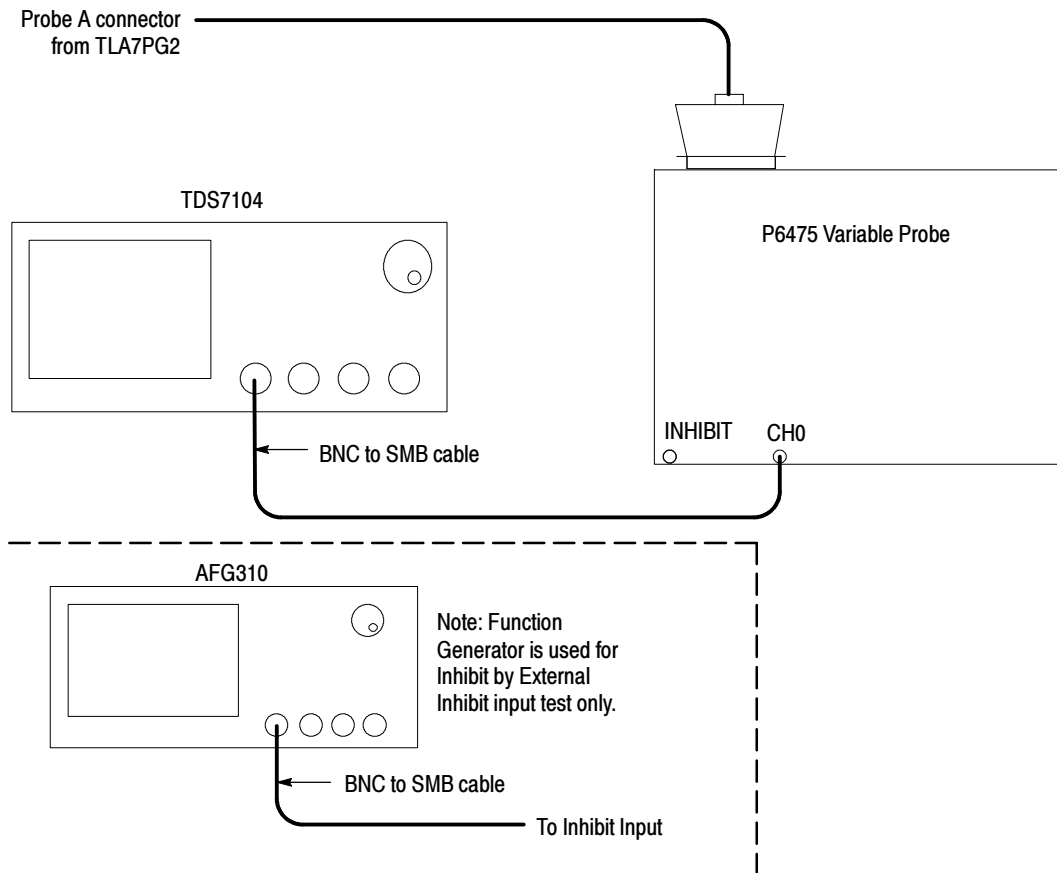 Probe A connector
from TLA7PG2
TDS7104
P6475 Variable Probe
INHIBIT
CH0
BNC to SMB cable
AFG310
Note: Function
Generator is used for
Inhibit by External
Inhibit input test only.
BNC to SMB cable
To Inhibit Input